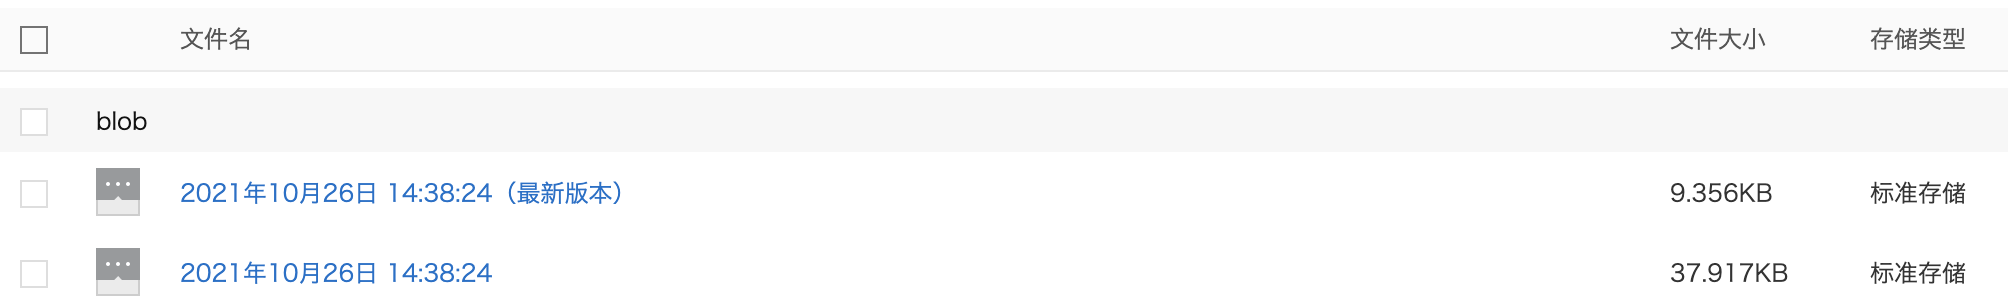 文件名 文件大小 存储类型
blob
2021年10月26日 14:38:24（最新版本） 9.356KB 标准存储
2021年10月26日 14:38:24 37.917KB 标准存储